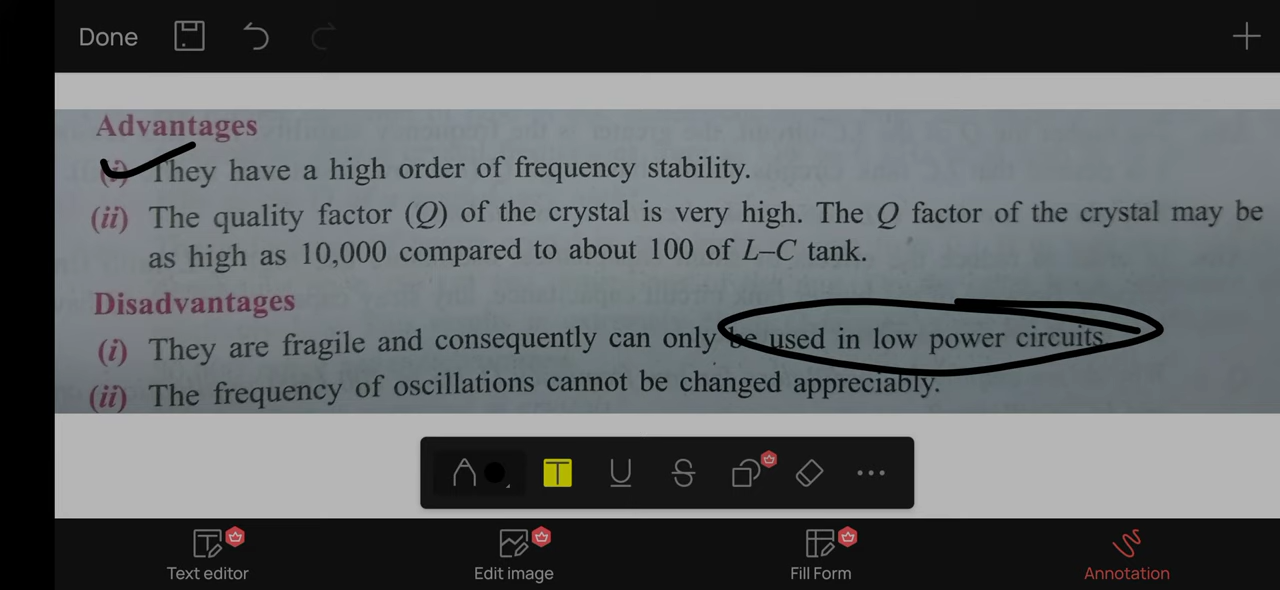 Done
Advantages
(i) They have a high order of frequency stability.
(ii) The quality factor (Q) of the crystal is very high. The Q factor of the crystal may be
as high as 10,000 compared to about 100 of L–C tank.
Disadvantages
(i) They are fragile and consequently can only be used in low power circuits.
(ii) The frequency of oscillations cannot be changed appreciably.
T U S
Text editor Edit image Fill Form Annotation